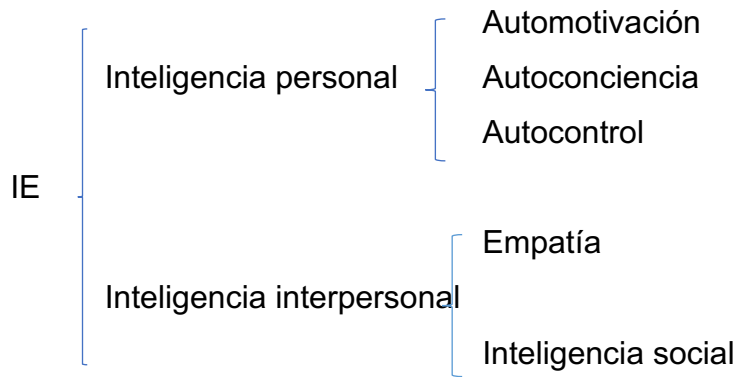 Automotivación
Inteligencia personal
Autoconciencia
Autocontrol
IE
Empatía
Inteligencia interpersonal
Inteligencia social